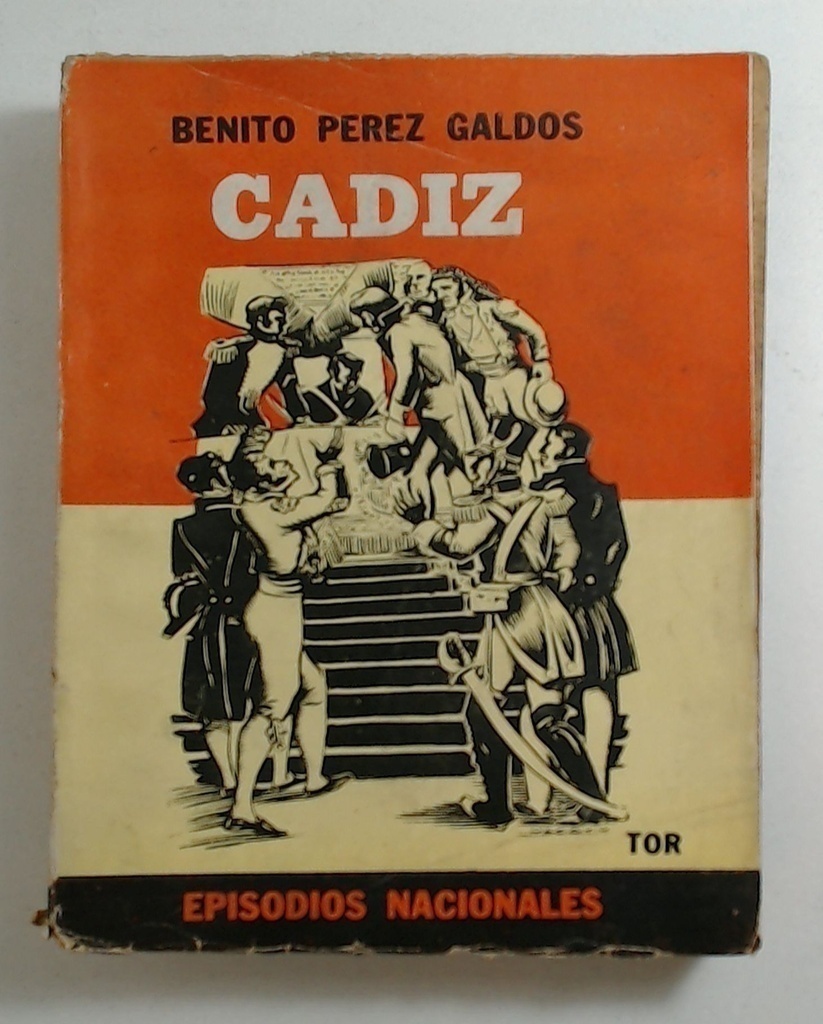 BENITO PEREZ GALDOS
CADIZ
TOR
EPISODIOS NACIONALES